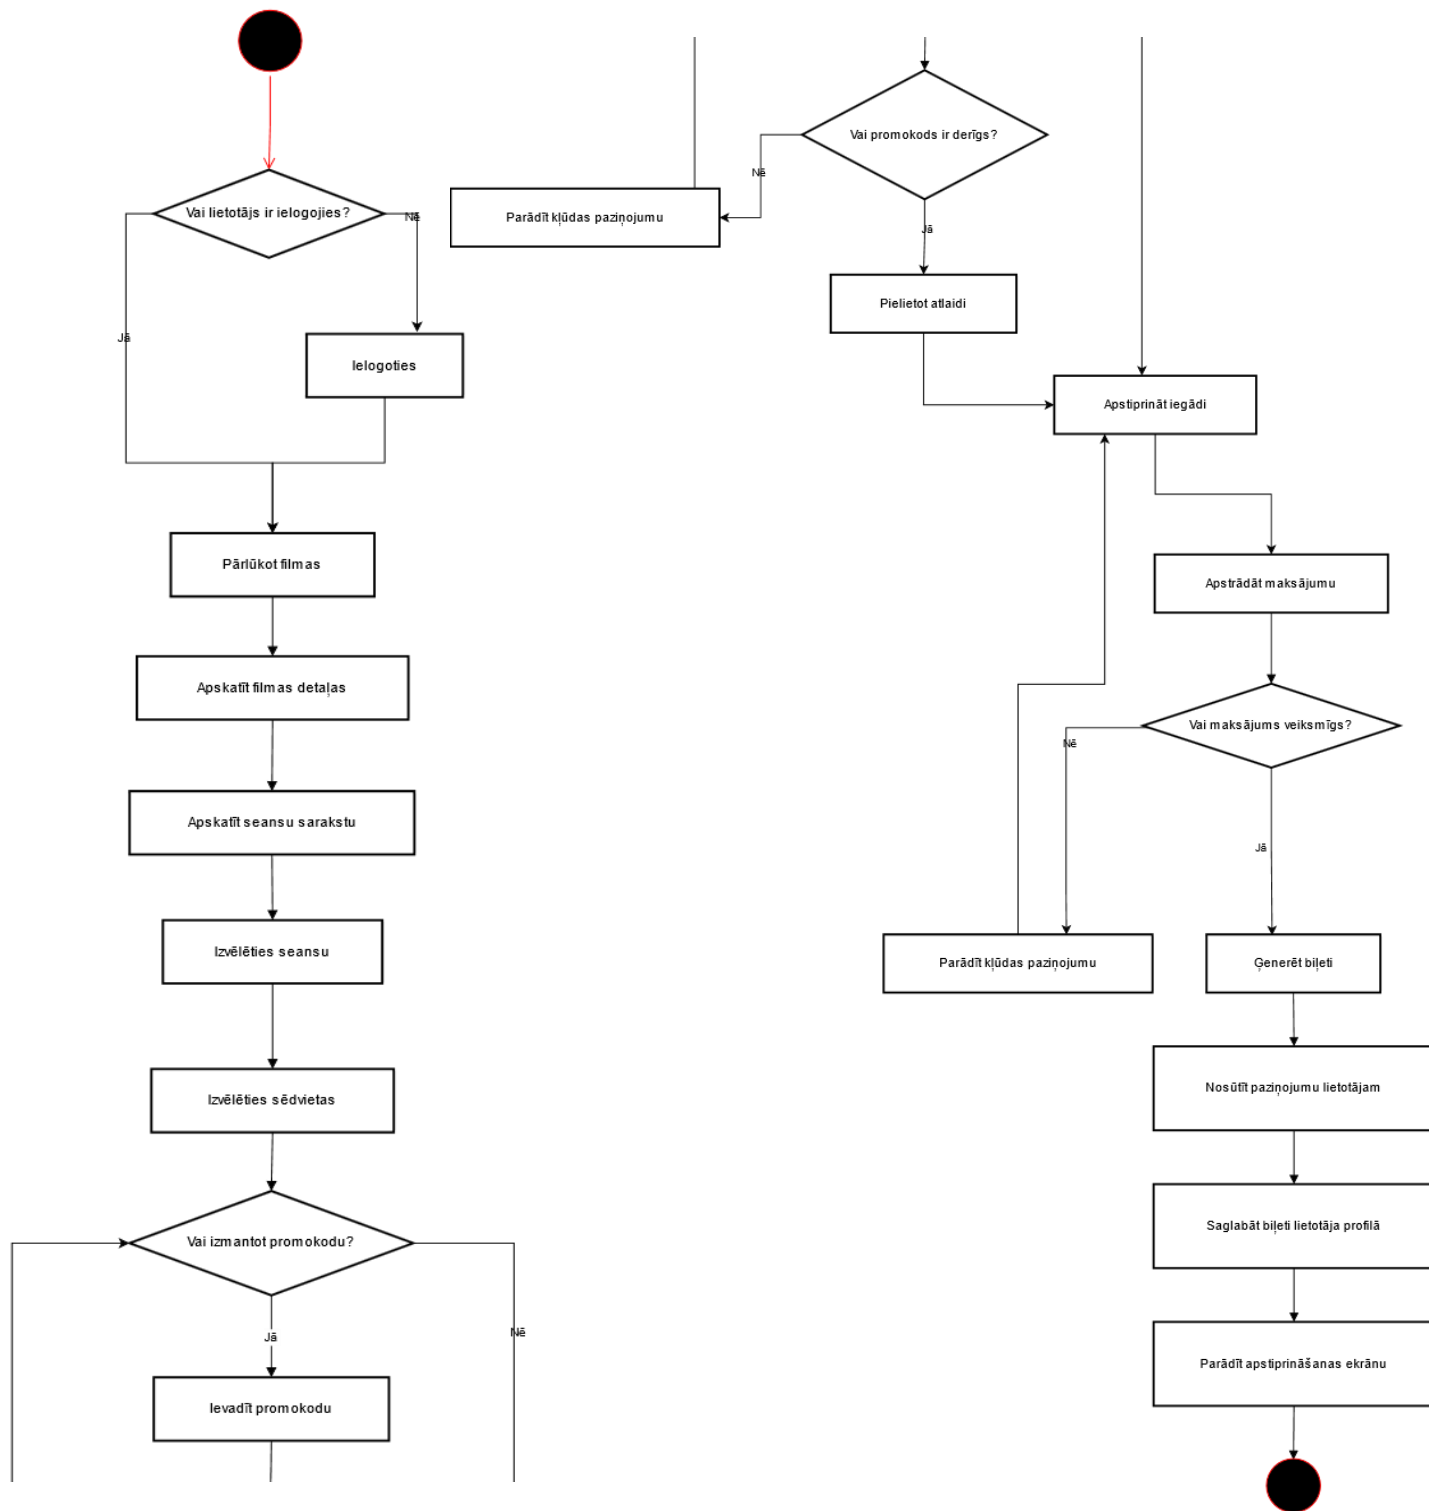 Vai lietotājs ir ielogojies?
Nē
Jā
Ielogoties
Pārlūkot filmas
Apskatīt filmas detaļas
Apskatīt seansu sarakstu
Izvēlēties seansu
Izvēlēties sēdvietas
Vai izmantot promokodu?
Jā
Nē
Ievadīt promokodu
Vai promokods ir derīgs?
Nē
Parādīt kļūdas paziņojumu
Jā
Pielietot atlaidi
Apstiprināt iegādi
Apstrādāt maksājumu
Vai maksājums veiksmīgs?
Nē
Jā
Parādīt kļūdas paziņojumu
Ģenerēt biļeti
Nosūtīt paziņojumu lietotājam
Saglabāt biļeti lietotāja profilā
Parādīt apstiprināšanas ekrānu